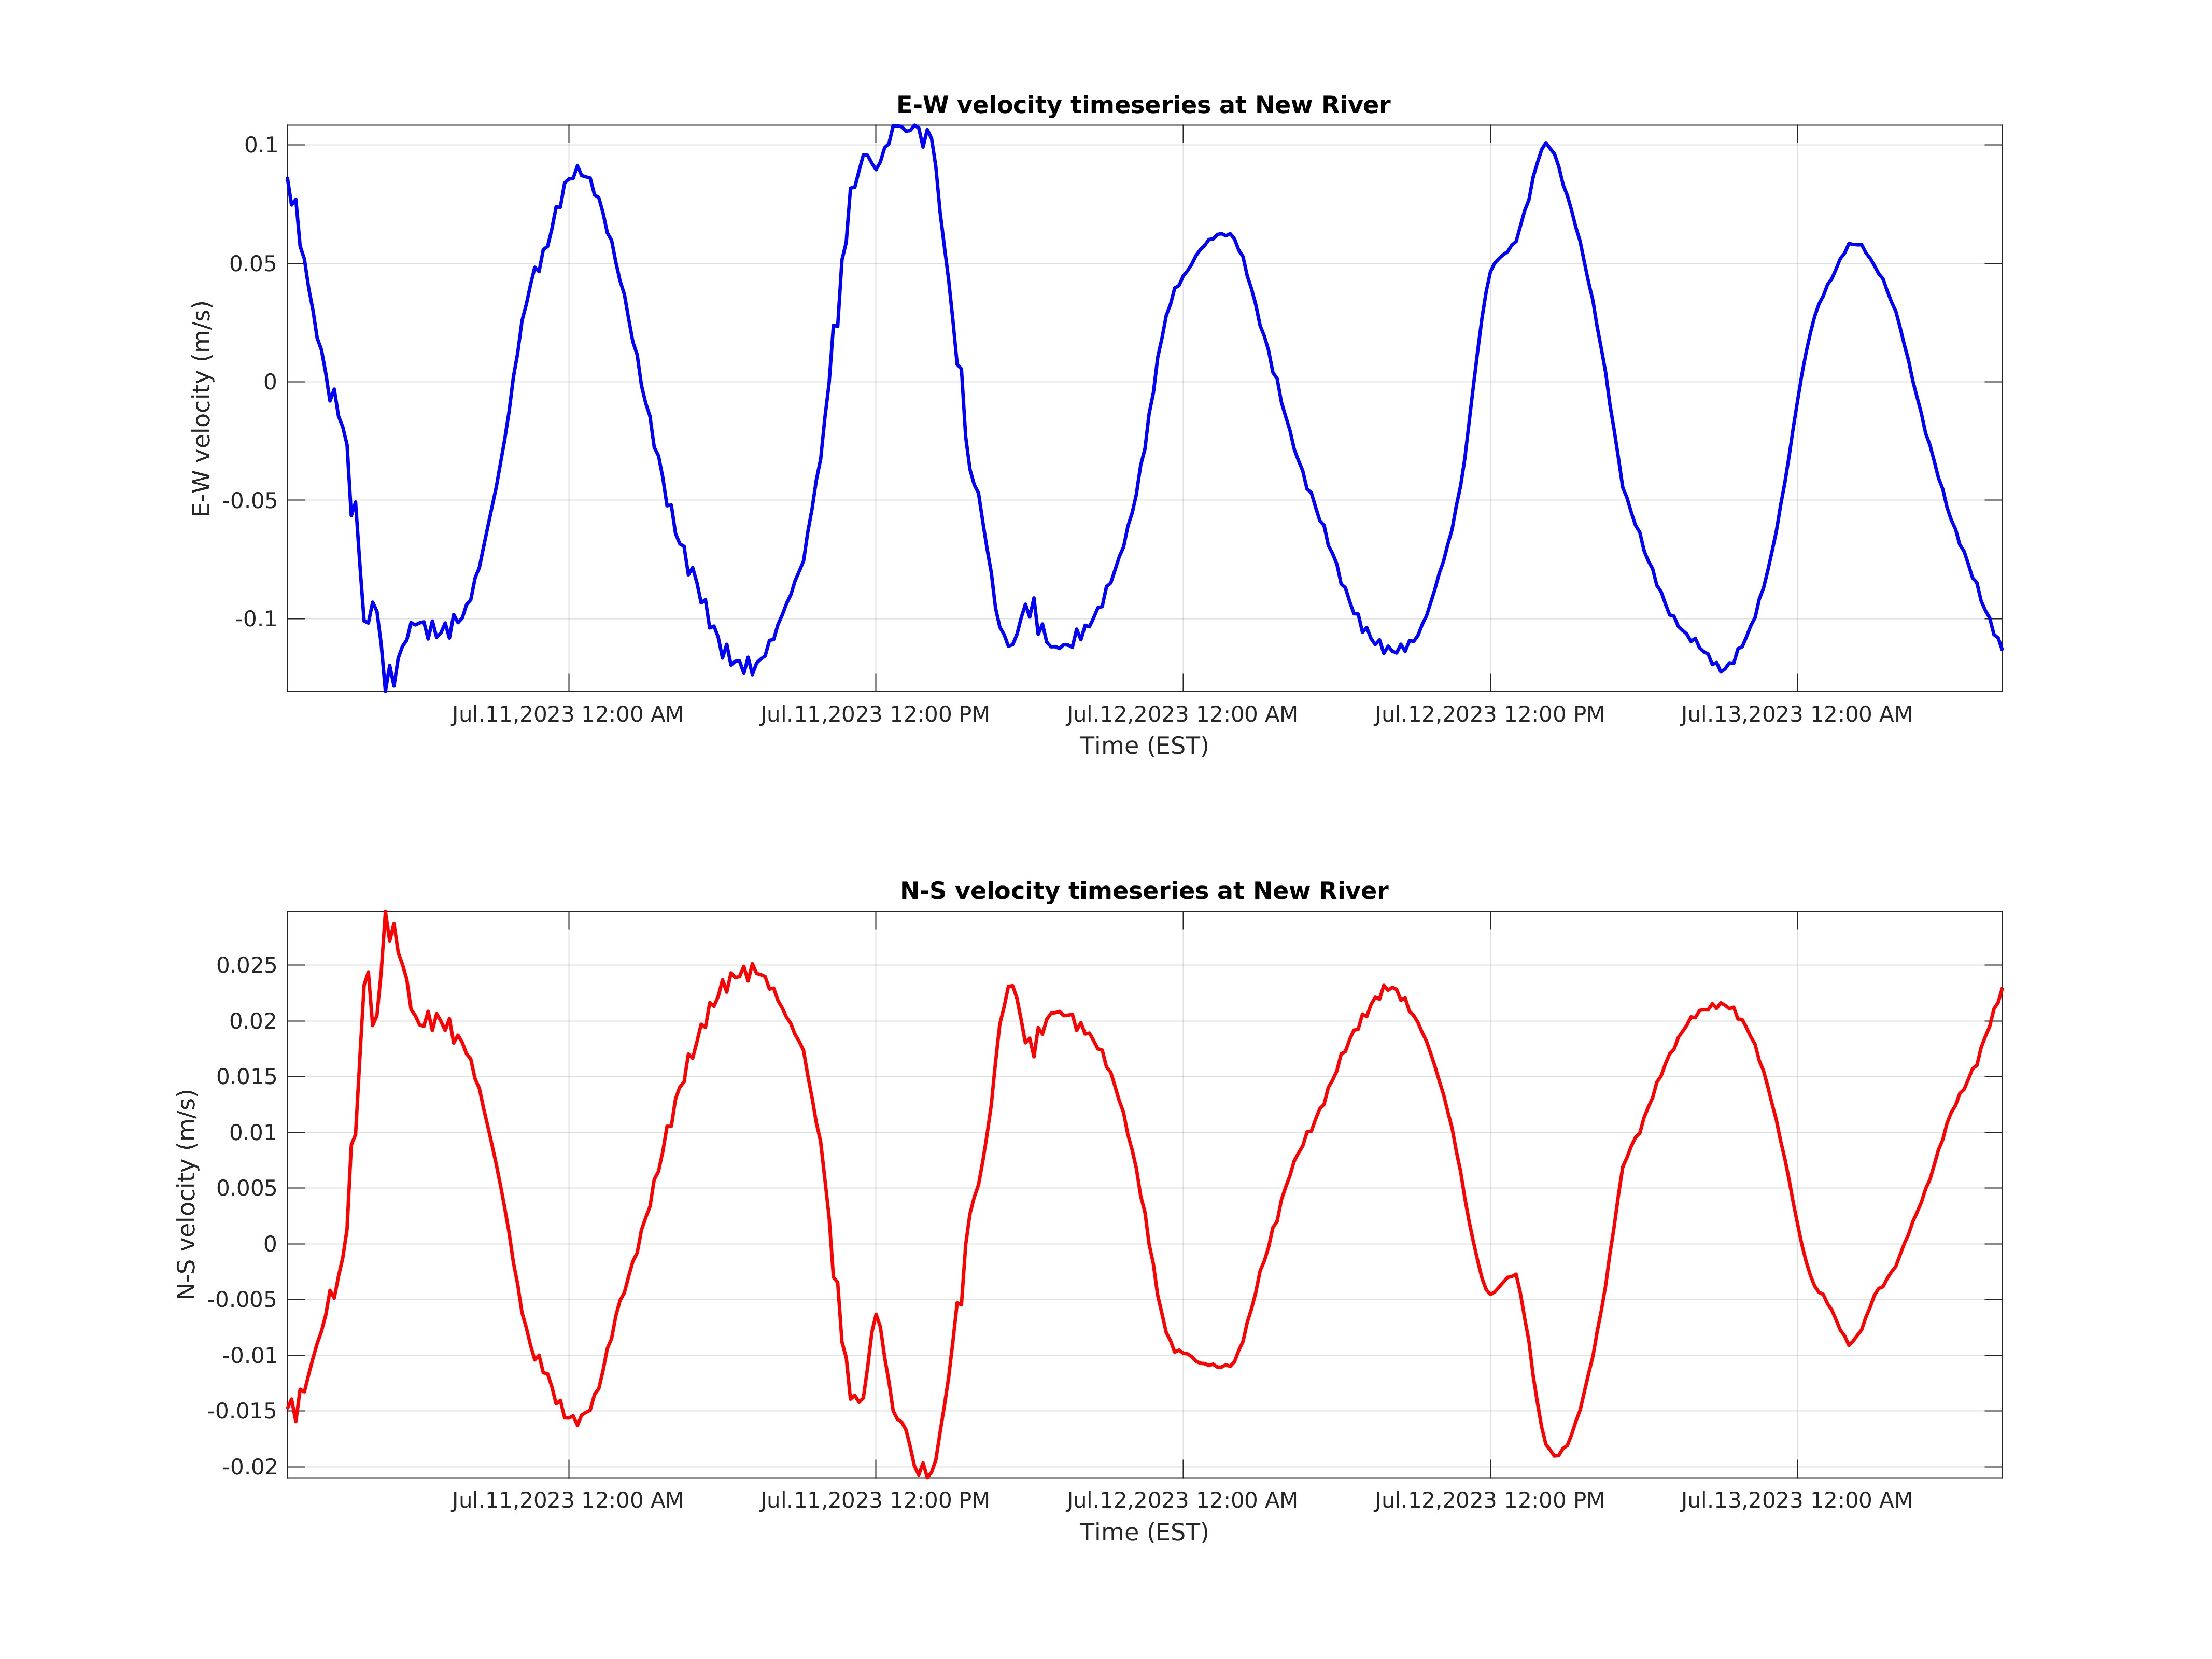 E-W velocity timeseries at New River
0.1
0.05
0
-0.05
-0.1
E-W velocity (m/s)
Jul.11,2023 12:00 AM
Jul.11,2023 12:00 PM
Jul.12,2023 12:00 AM
Jul.12,2023 12:00 PM
Jul.13,2023 12:00 AM
Time (EST)
N-S velocity timeseries at New River
0.025
0.02
0.015
0.01
0.005
0
-0.005
-0.01
-0.015
-0.02
N-S velocity (m/s)
Jul.11,2023 12:00 AM
Jul.11,2023 12:00 PM
Jul.12,2023 12:00 AM
Jul.12,2023 12:00 PM
Jul.13,2023 12:00 AM
Time (EST)